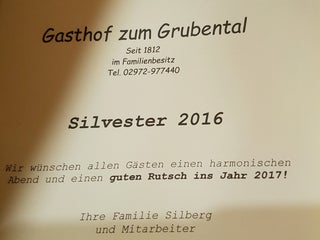 Gasthof zum Grubental
Seit 1812
im Familienbesitz
Tel. 02972-977440
Silvester 2016
Wir wünschen allen Gästen einen harmonischen
Abend und einen guten Rutsch ins Jahr 2017!
Ihre Familie Silberg
und Mitarbeiter